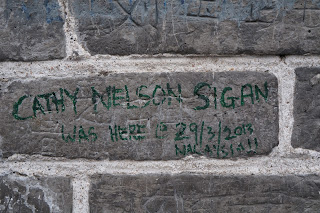 CATHY NELSON SIGAN
WAS HERE 29/3/2013
MALAYSIA!!